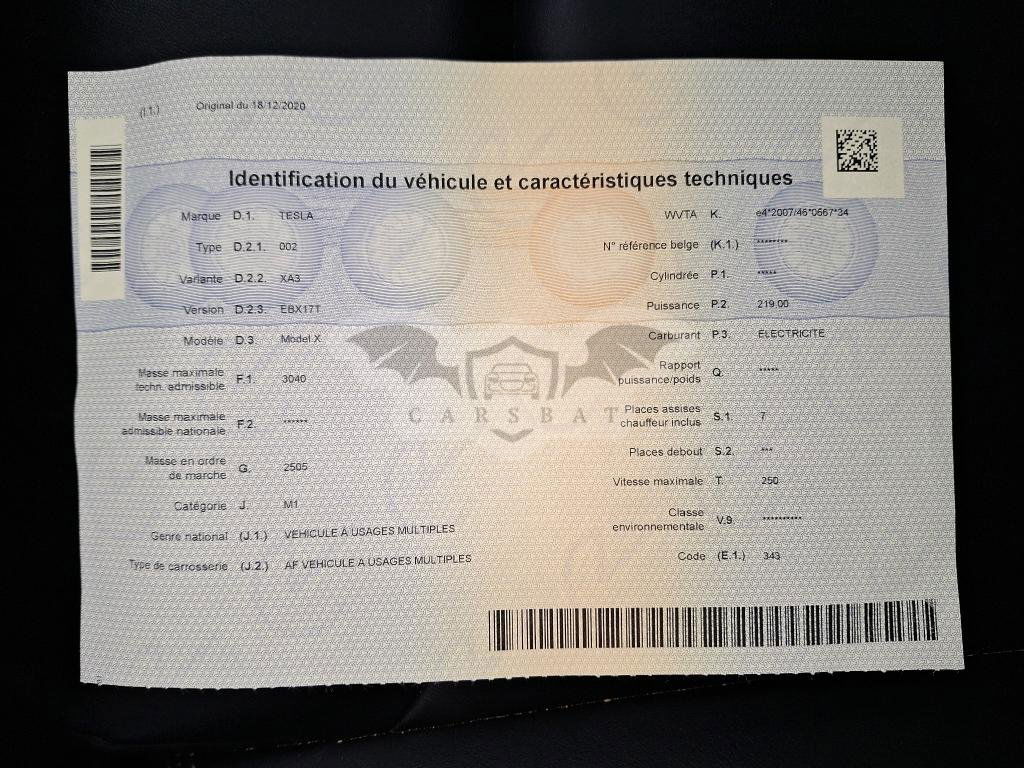 (I.1.) Original du 18/12/2020
Identification du véhicule et caractéristiques techniques
Marque D.1. TESLA
Type D.2.1. 002
Variante D.2.2. XA3
Version D.2.3. EBX17T
Modèle D.3. Model X
Masse maximale
techn. admissible F.1. 3040
Masse maximale
admissible nationale F.2. ******
Masse en ordre
de marche G. 2505
Catégorie J. M1
Genre national (J.1.) VEHICULE A USAGES MULTIPLES
Type de carrosserie (J.2.) AF VEHICULE A USAGES MULTIPLES
WVTA K. e4*2007/46*0667*34
N° référence belge (K.1.) ********
Cylindrée P.1. *****
Puissance P.2. 219.00
Carburant P.3. ELECTRICITE
Rapport
puissance/poids Q. *****
Places assises
chauffeur inclus S.1. 7
Places debout S.2. ***
Vitesse maximale T. 250
Classe
environnementale V.9. **********
Code (E.1.) 343
CARSBAT